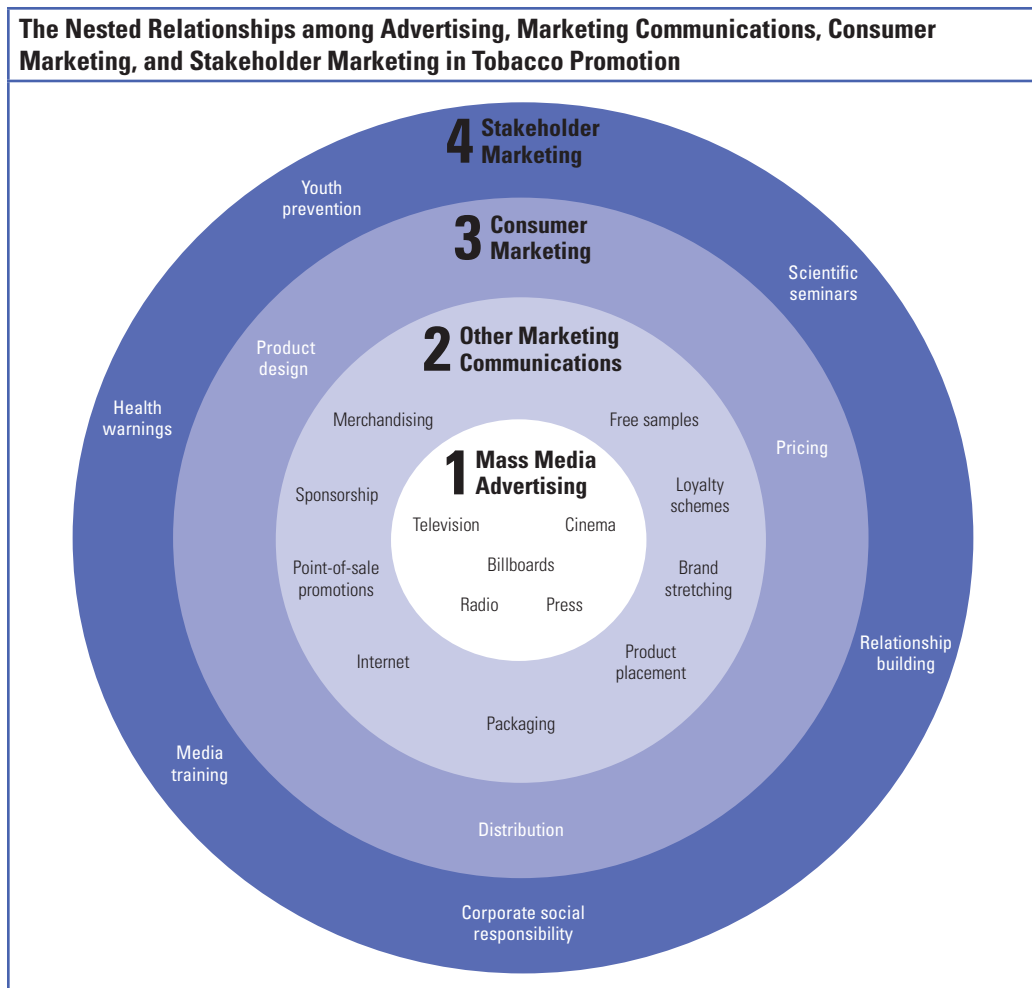 The Nested Relationships among Advertising, Marketing Communications, Consumer
Marketing, and Stakeholder Marketing in Tobacco Promotion
4 Stakeholder
Marketing
Youth
prevention
3 Consumer
Marketing
Scientific
seminars
2 Other Marketing
Communications
Product
design
Health
warnings
Merchandising
Free samples
Pricing
1 Mass Media
Advertising
Sponsorship
Loyalty
schemes
Television
Cinema
Point-of-sale
promotions
Billboards
Brand
stretching
Radio
Press
Relationship
building
Internet
Product
placement
Packaging
Media
training
Distribution
Corporate social
responsibility